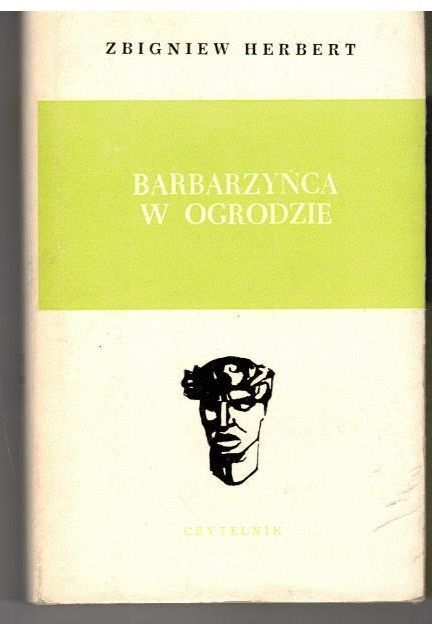 ZBIGNIEW HERBERT
BARBARZYŃCA
W OGRODZIE
CZYTELNIK